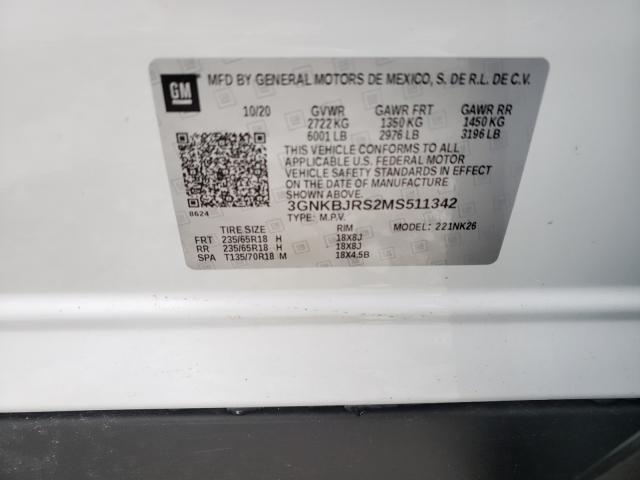 GM
MFD BY GENERAL MOTORS DE MEXICO, S. DE R.L. DE C.V.
10/20 GVWR GAWR FRT GAWR RR
2722 KG 1350 KG 1450 KG
6001 LB 2976 LB 3196 LB
THIS VEHICLE CONFORMS TO ALL
APPLICABLE U.S. FEDERAL MOTOR
VEHICLE SAFETY STANDARDS IN EFFECT
ON THE DATE OF MANUFACTURE
SHOWN ABOVE.
3GNKBJRS2MS511342
8624
TYPE: M.P.V. MODEL: 221NK26
TIRE SIZE RIM
FRT 235/65R18 H 18X8J
RR 235/65R18 H 18X8J
SPA T135/70R18 M 18X4.5B